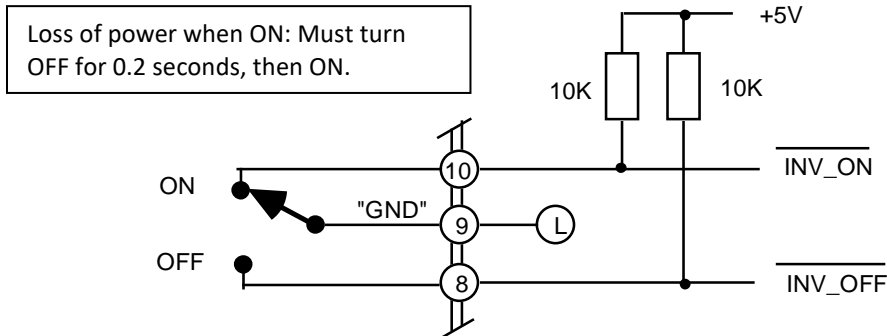 Loss of power when ON: Must turn
OFF for 0.2 seconds, then ON.
+5V
10K
10K
10
INV_ON
ON
"GND"
9
L
OFF
8
INV_OFF